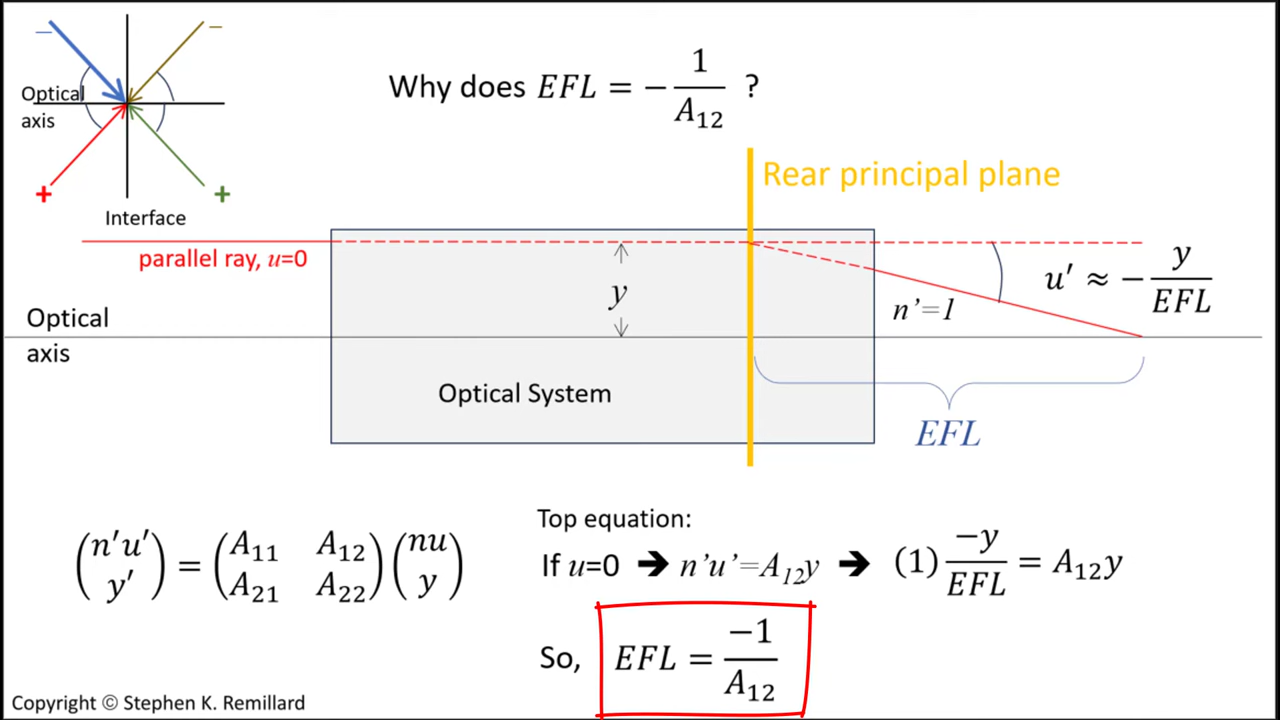 Why does EFL = − 1/A₁₂ ?
− −
Optical
axis
+ +
Interface
Rear principal plane
parallel ray, u=0
y
u′ ≈ − y/EFL
n’=1
Optical
axis
Optical System
EFL
Top equation:
(n′u′ y′) = (A₁₁ A₁₂ A₂₁ A₂₂)(nu y)
If u=0 ➔ n’u’=A₁₂y ➔ (1) −y/EFL = A₁₂y
So, EFL = −1/A₁₂
Copyright © Stephen K. Remillard